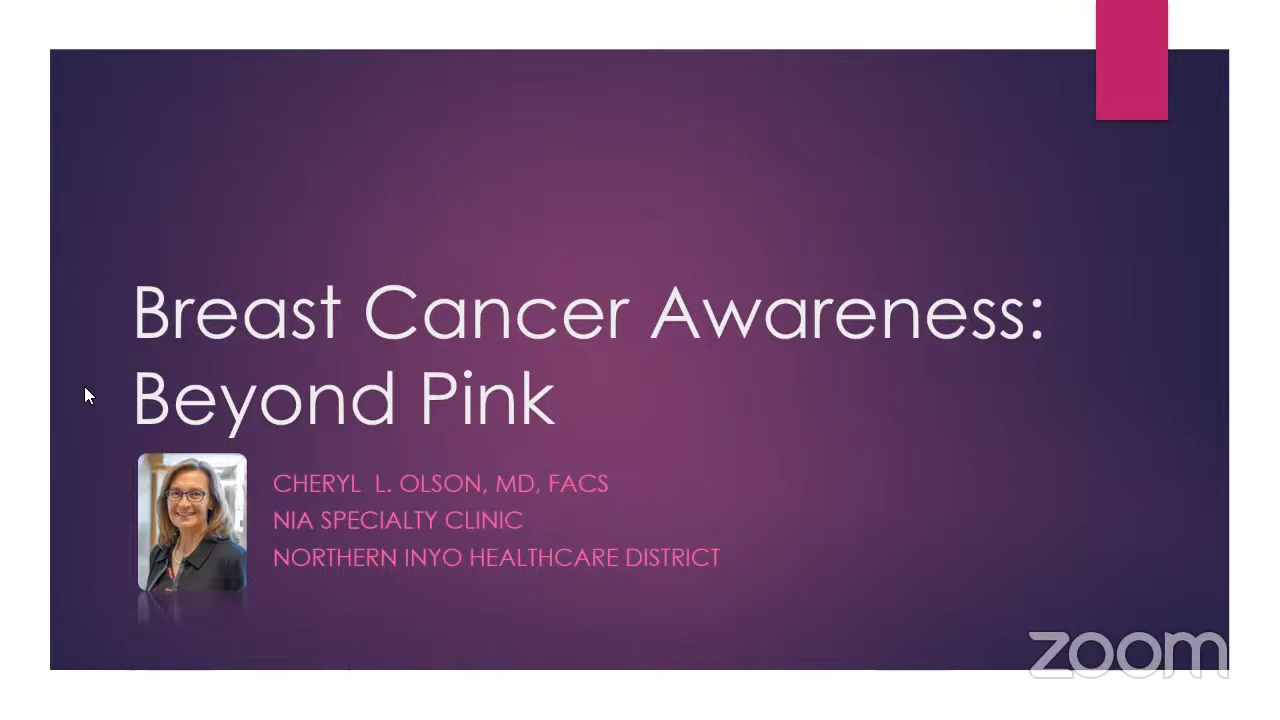 Breast Cancer Awareness:
Beyond Pink
CHERYL L. OLSON, MD, FACS
NIA SPECIALTY CLINIC
NORTHERN INYO HEALTHCARE DISTRICT
zoom